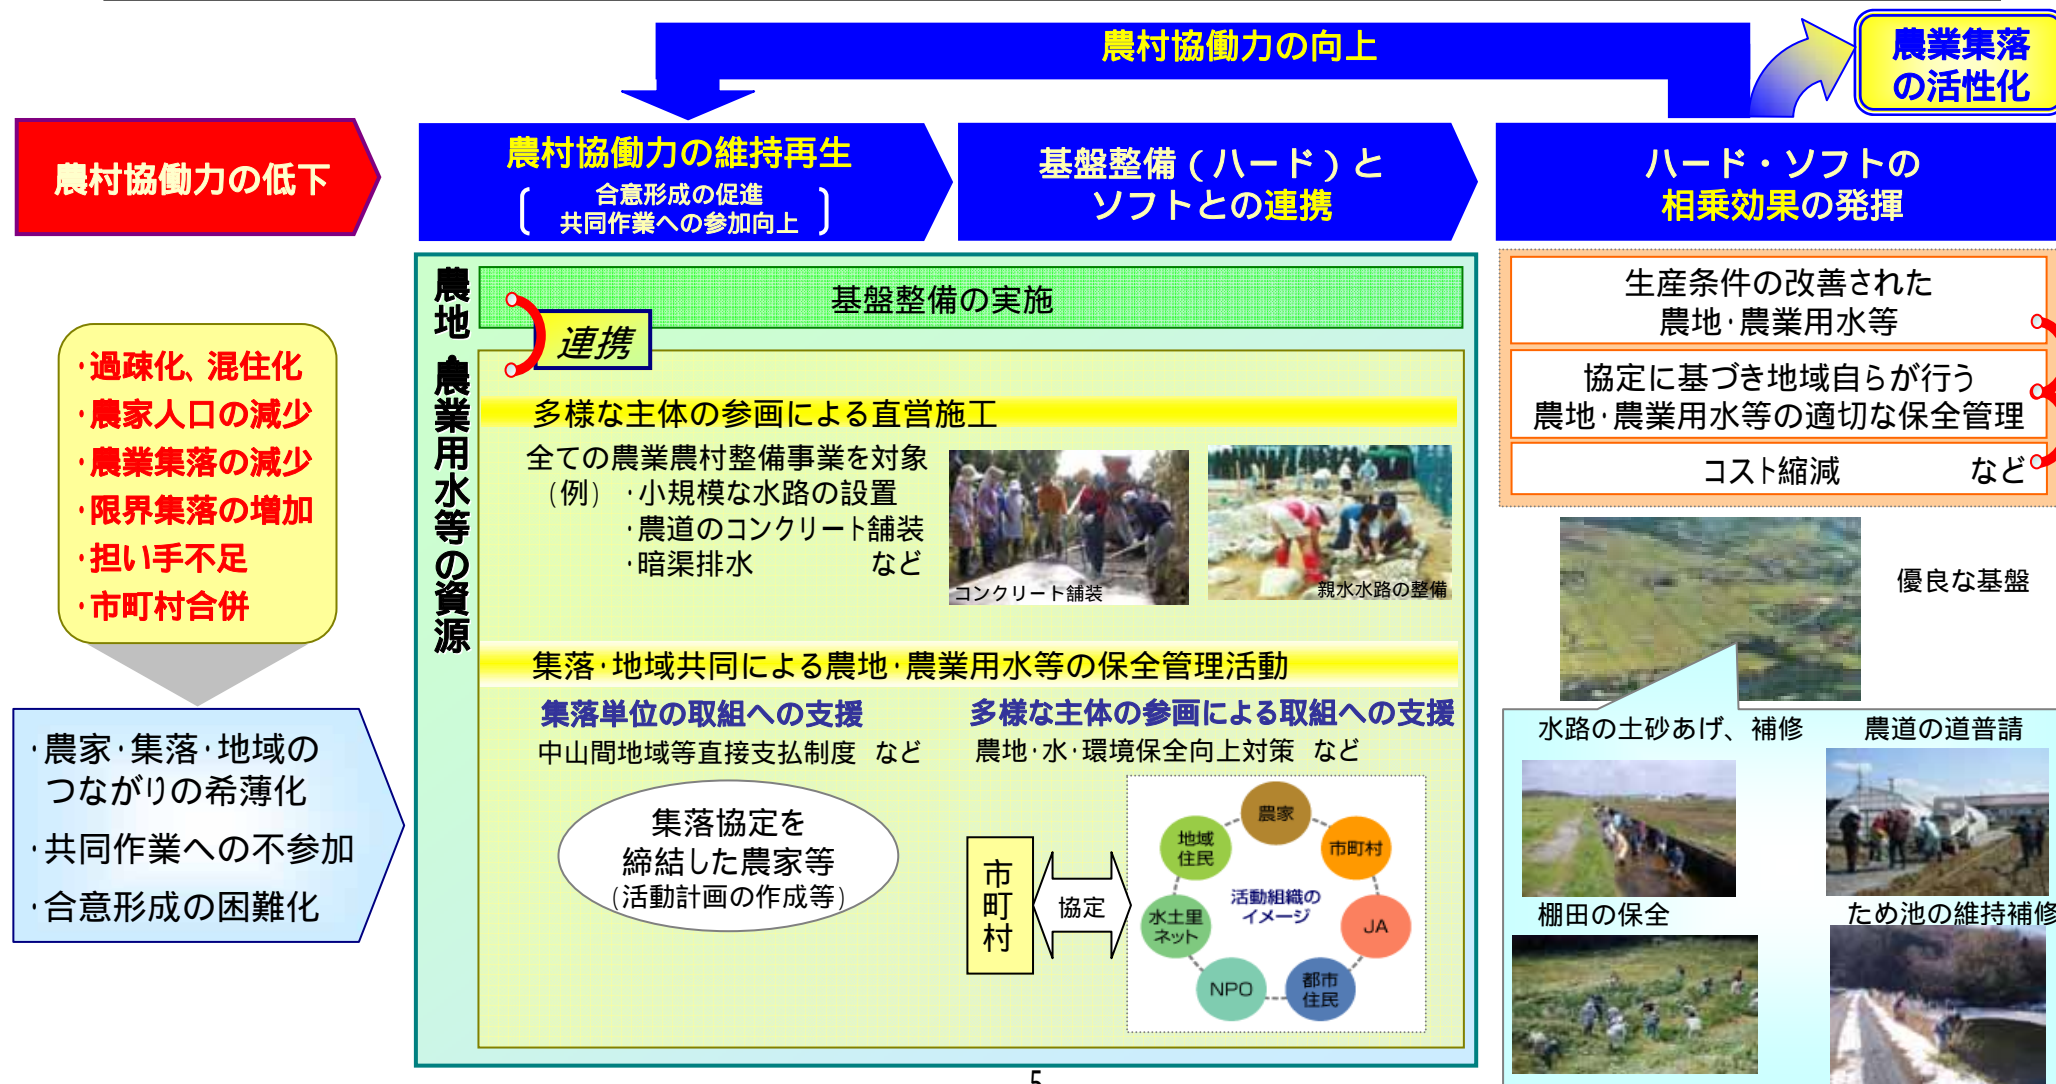 農村協働力の向上
農業集落
の活性化
農村協働力の低下
農村協働力の維持再生
合意形成の促進
共同作業への参加向上
基盤整備(ハード)と
ソフトとの連携
ハード・ソフトの
相乗効果の発揮
・過疎化、混住化
・農家人口の減少
・農業集落の減少
・限界集落の増加
・担い手不足
・市町村合併
・農家・集落・地域の
つながりの希薄化
・共同作業への不参加
・合意形成の困難化
農地・農業用水等の資源
基盤整備の実施
連携
多様な主体の参画による直営施工
全ての農業農村整備事業を対象
(例) ・小規模な水路の設置
・農道のコンクリート舗装
・暗渠排水 など
コンクリート舗装
親水水路の整備
集落・地域共同による農地・農業用水等の保全管理活動
集落単位の取組への支援
中山間地域等直接支払制度 など
集落協定を
締結した農家等
(活動計画の作成等)
多様な主体の参画による取組への支援
農地・水・環境保全向上対策 など
市町村
協定
農家
市町村
JA
都市
住民
NPO
水土里
ネット
地域
住民
活動組織の
イメージ
生産条件の改善された
農地・農業用水等
協定に基づき地域自らが行う
農地・農業用水等の適切な保全管理
コスト縮減 など
優良な基盤
水路の土砂あげ、補修
農道の道普請
棚田の保全
ため池の維持補修
5